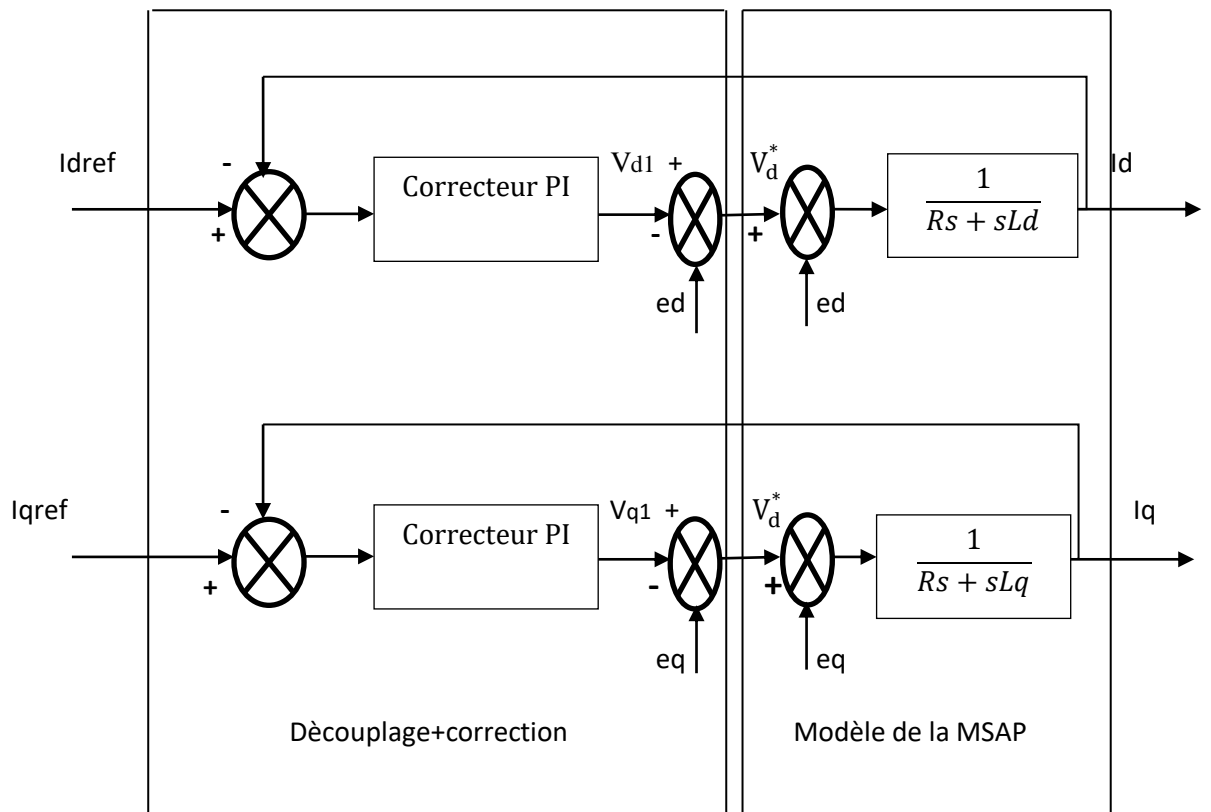 Idref
-
+
Correcteur PI
Vd1 +
-
ed
V*d
+
ed
1
Rs + sLd
Id
Iqref
-
+
Correcteur PI
Vq1 +
-
eq
V*d
+
eq
1
Rs + sLq
Iq
Dècouplage+correction
Modèle de la MSAP